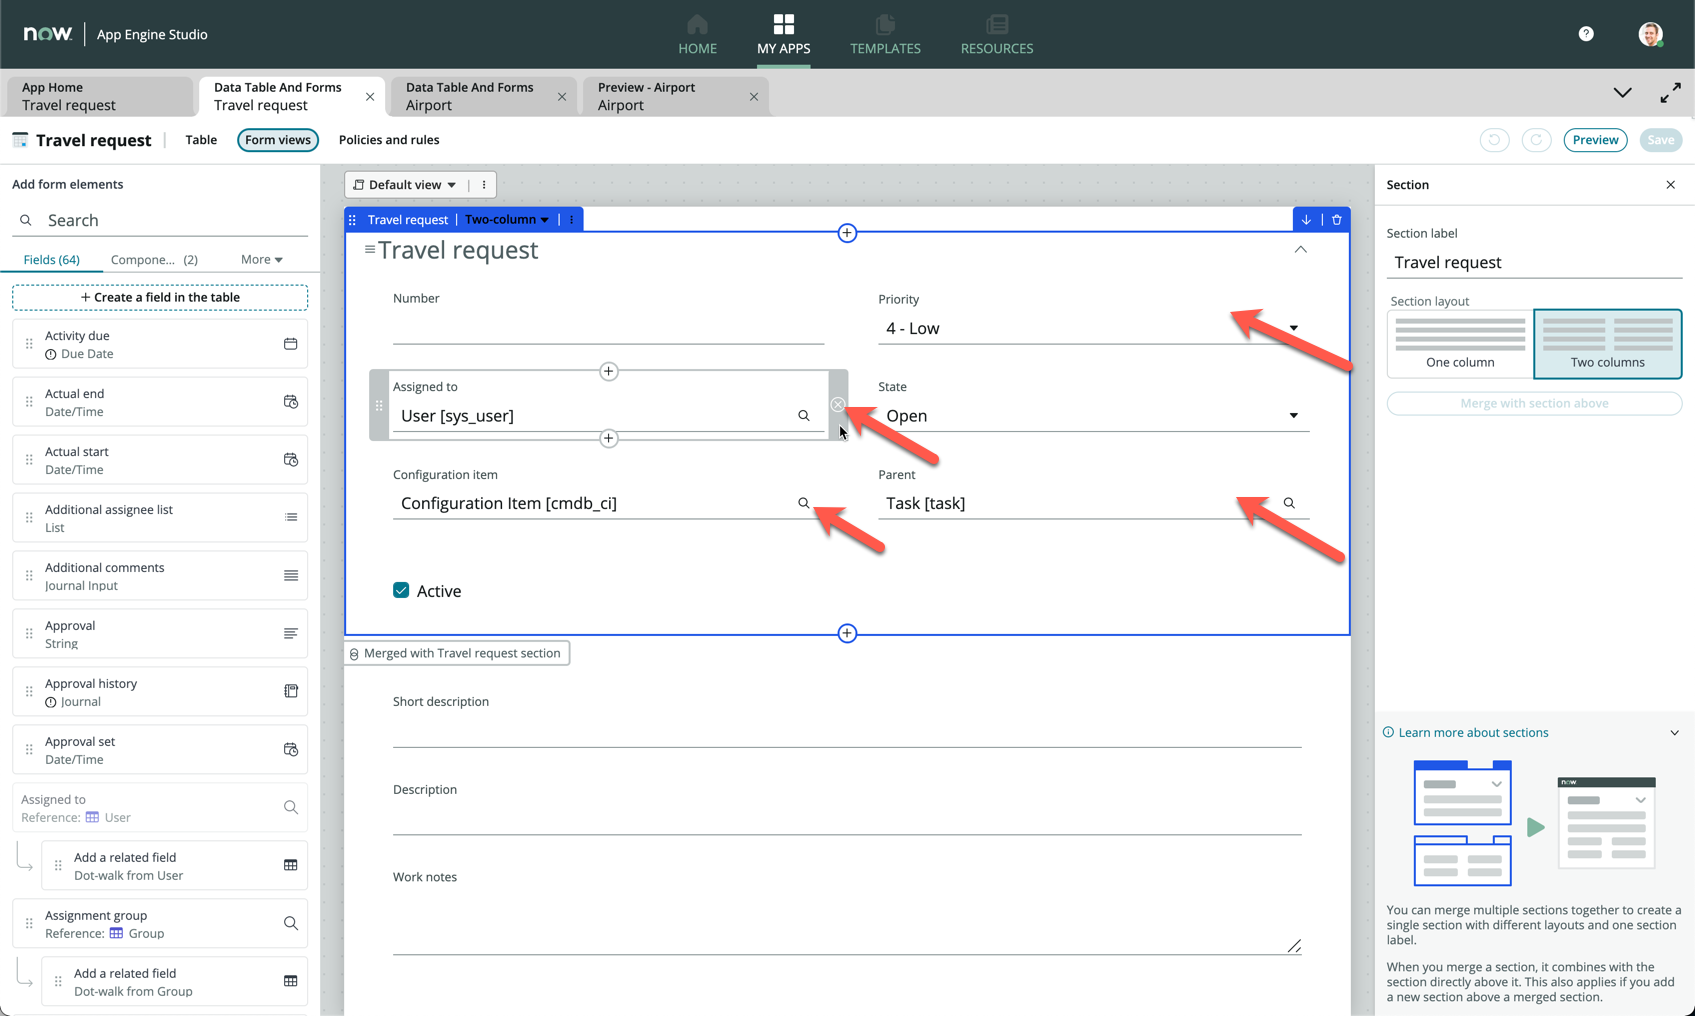 now. App Engine Studio
HOME MY APPS TEMPLATES RESOURCES
?
App Home
Travel request
Data Table And Forms
Travel request
Data Table And Forms
Airport
Preview - Airport
Airport
Travel request
Table Form views Policies and rules
Preview Save
Add form elements
Search
Fields (64) Compone... (2) More
+ Create a field in the table
Activity due
Due Date
Actual end
Date/Time
Actual start
Date/Time
Additional assignee list
List
Additional comments
Journal Input
Approval
String
Approval history
Journal
Approval set
Date/Time
Assigned to
Reference: User
Add a related field
Dot-walk from User
Assignment group
Reference: Group
Add a related field
Dot-walk from Group
Default view
Travel request | Two-column
Travel request
Number
Priority
4 - Low
Assigned to
User [sys_user]
State
Open
Configuration item
Configuration Item [cmdb_ci]
Parent
Task [task]
Active
Merged with Travel request section
Short description
Description
Work notes
Section
Section label
Travel request
Section layout
One column Two columns
Merge with section above
Learn more about sections
now
You can merge multiple sections together to create a
single section with different layouts and one section
label.
When you merge a section, it combines with the
section directly above it. This also applies if you add
a new section above a merged section.